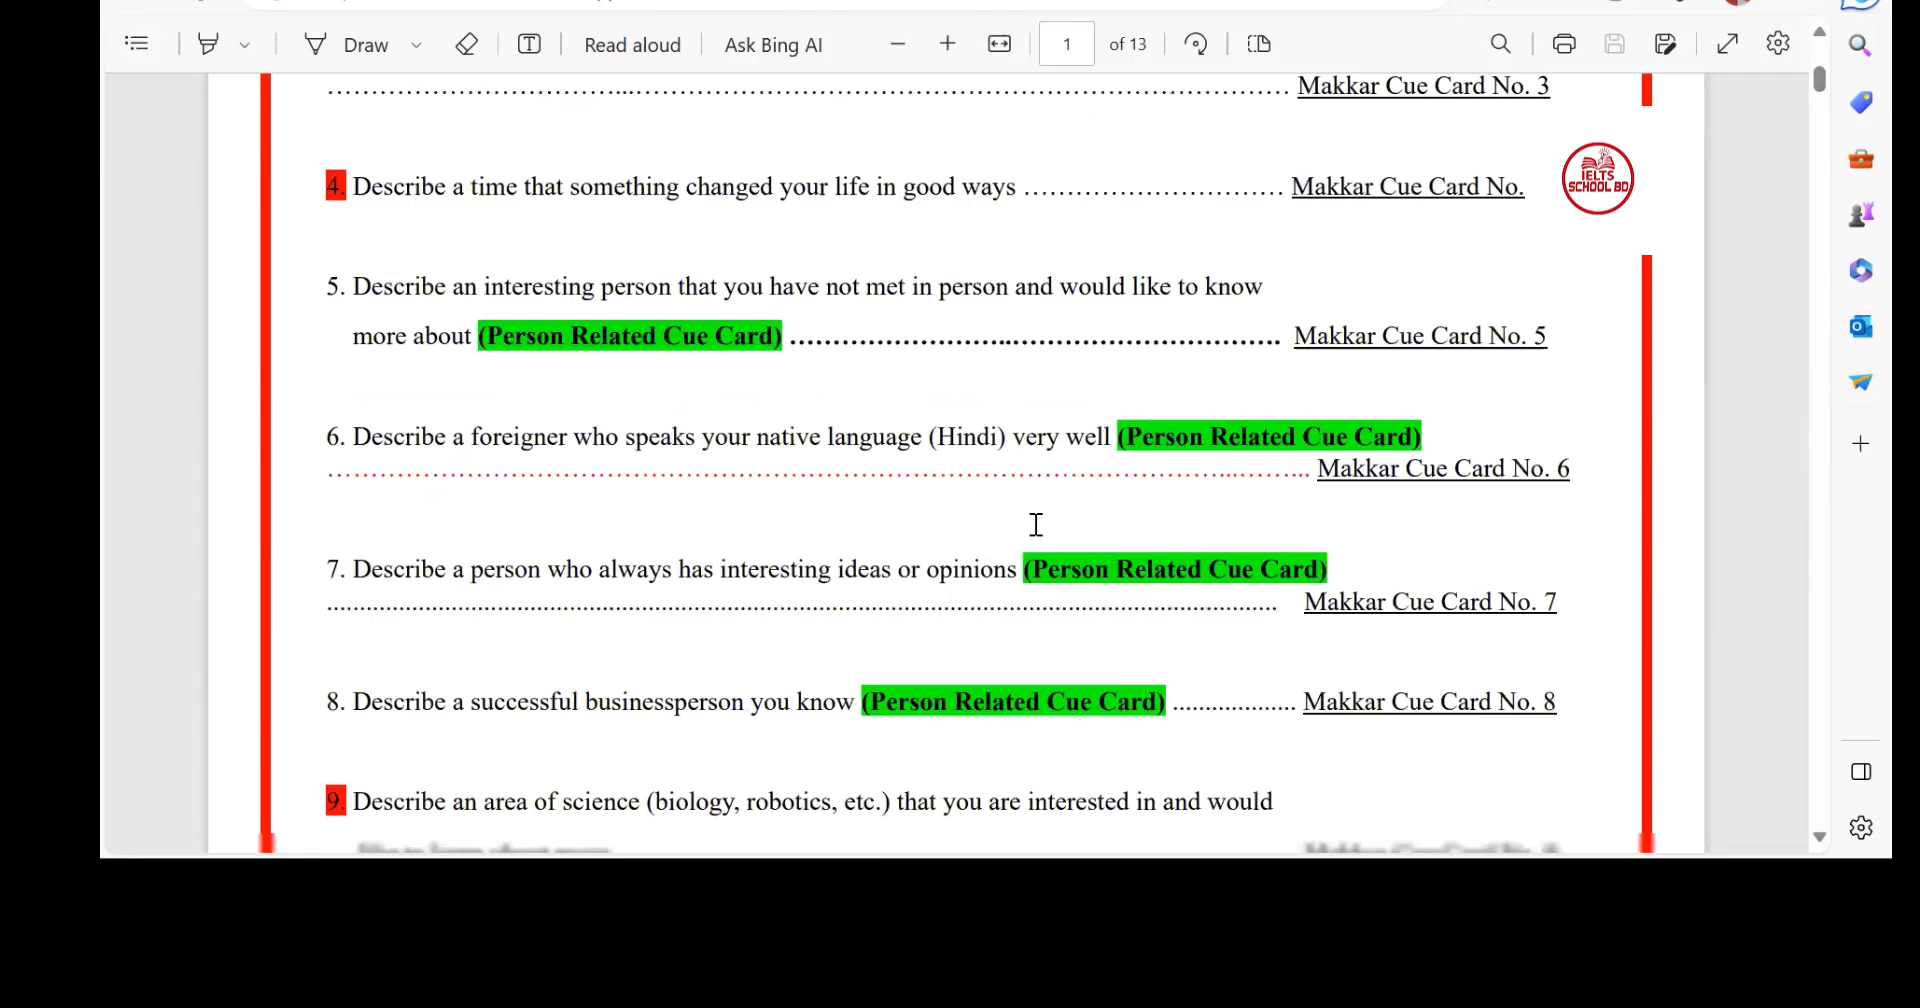 Draw
Read aloud
Ask Bing AI
1
of 13
Makkar Cue Card No. 3
4. Describe a time that something changed your life in good ways ………………………… Makkar Cue Card No.
IELTS
SCHOOL BD
5. Describe an interesting person that you have not met in person and would like to know
more about (Person Related Cue Card) …………………………………………………. Makkar Cue Card No. 5
6. Describe a foreigner who speaks your native language (Hindi) very well (Person Related Cue Card)
Makkar Cue Card No. 6
7. Describe a person who always has interesting ideas or opinions (Person Related Cue Card)
Makkar Cue Card No. 7
8. Describe a successful businessperson you know (Person Related Cue Card) ................... Makkar Cue Card No. 8
9. Describe an area of science (biology, robotics, etc.) that you are interested in and would